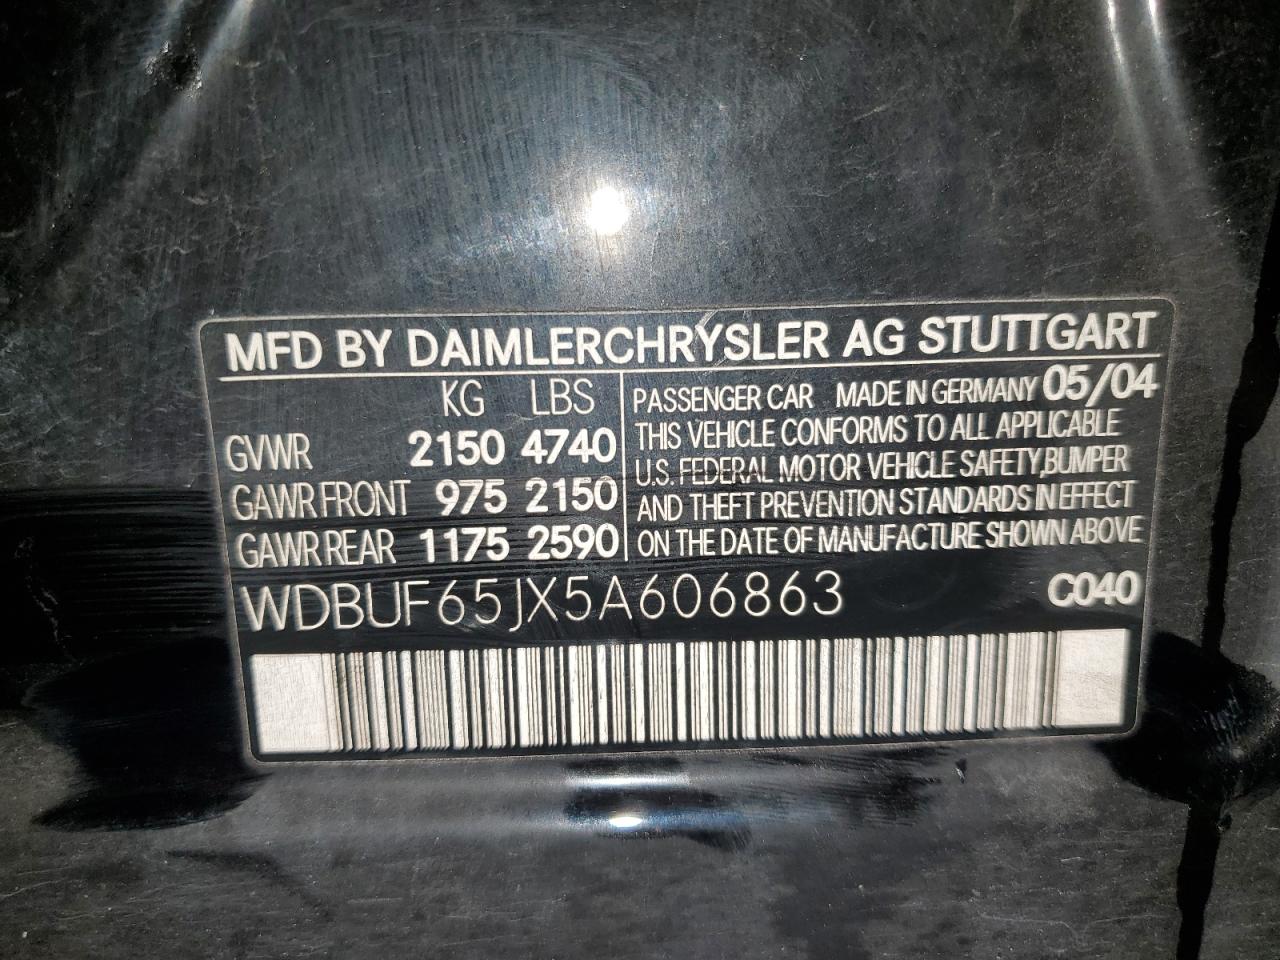 MFD BY DAIMLERCHRYSLER AG STUTTGART
KG LBS
GVWR 2150 4740
GAWR FRONT 975 2150
GAWR REAR 1175 2590
PASSENGER CAR MADE IN GERMANY 05/04
THIS VEHICLE CONFORMS TO ALL APPLICABLE
U.S. FEDERAL MOTOR VEHICLE SAFETY,BUMPER
AND THEFT PREVENTION STANDARDS IN EFFECT
ON THE DATE OF MANUFACTURE SHOWN ABOVE
WDBUF65JX5A606863 C040